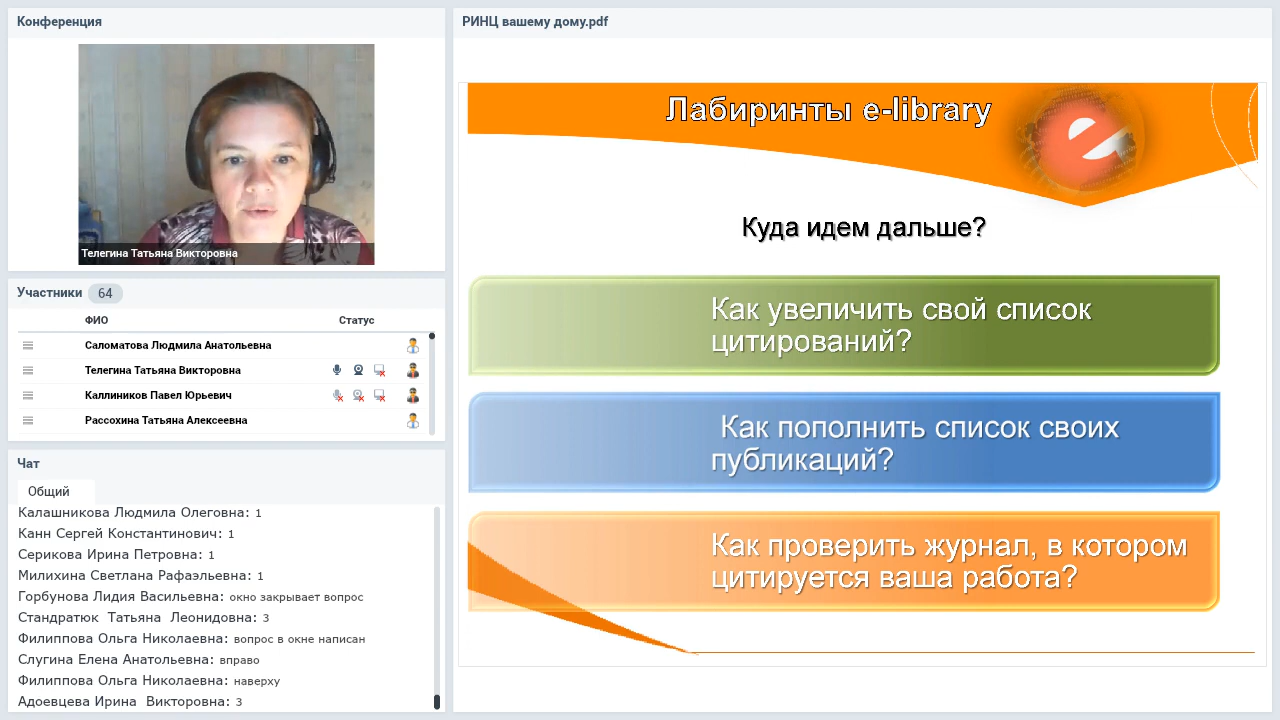 Конференция
Телегина Татьяна Викторовна
Участники 64
ФИО Статус
Саломатова Людмила Анатольевна
Телегина Татьяна Викторовна
Каллиников Павел Юрьевич
Рассохина Татьяна Алексеевна
Чат
Общий
Калашникова Людмила Олеговна: 1
Канн Сергей Константинович: 1
Серикова Ирина Петровна: 1
Милихина Светлана Рафаэльевна: 1
Горбунова Лидия Васильевна: окно закрывает вопрос
Стандратюк Татьяна Леонидовна: 3
Филиппова Ольга Николаевна: вопрос в окне написан
Слугина Елена Анатольевна: вправо
Филиппова Ольга Николаевна: наверху
Адоевцева Ирина Викторовна: 3
РИНЦ вашему дому.pdf
Лабиринты e-library
Куда идем дальше?
Как увеличить свой список
цитирований?
Как пополнить список своих
публикаций?
Как проверить журнал, в котором
цитируется ваша работа?